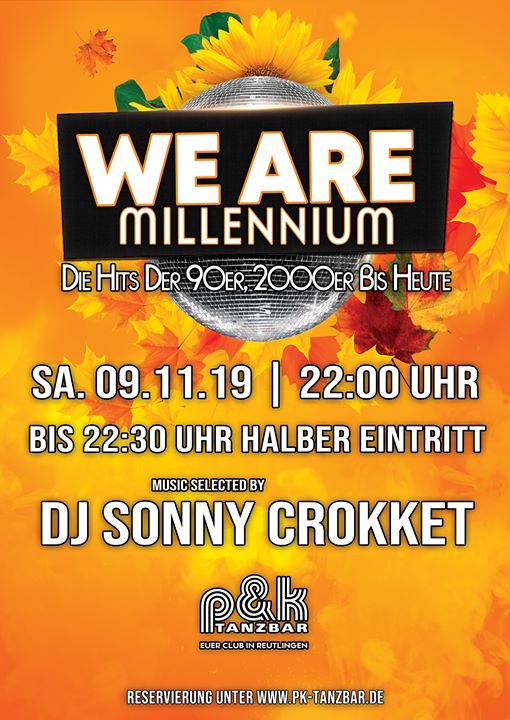 WE ARE
MILLENNIUM
DIE HITS DER 90ER, 2000ER BIS HEUTE
SA. 09.11.19 | 22:00 UHR
BIS 22:30 UHR HALBER EINTRITT
MUSIC SELECTED BY
DJ SONNY CROKKET
p&k
TANZBAR
EUER CLUB IN REUTLINGEN
RESERVIERUNG UNTER WWW.PK-TANZBAR.DE